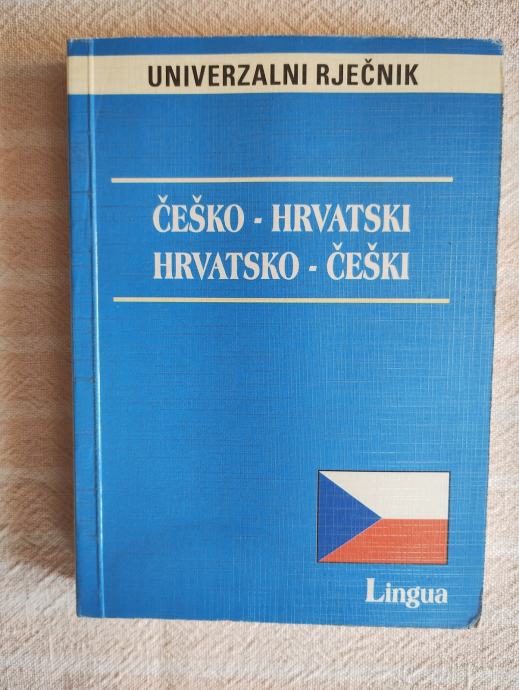 UNIVERZALNI RJEČNIK
ČEŠKO - HRVATSKI
HRVATSKO - ČEŠKI
Lingua